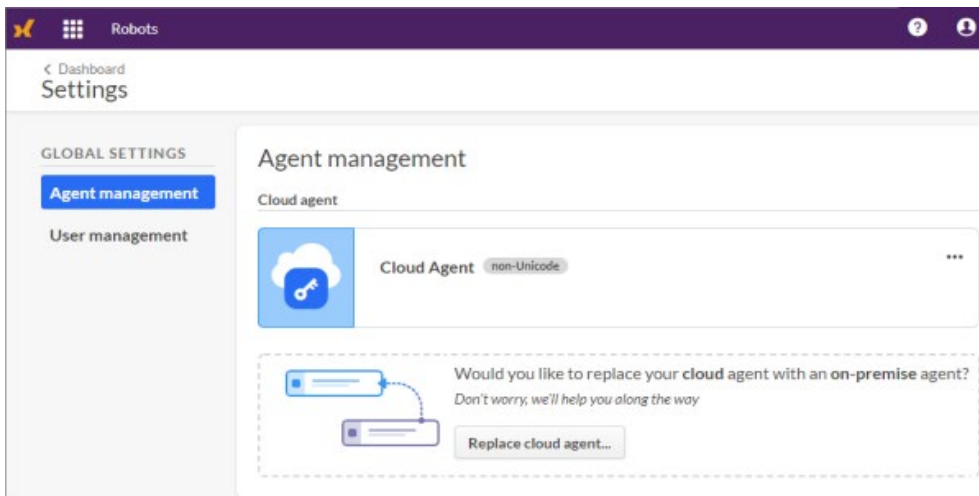 Robots
< Dashboard
Settings
GLOBAL SETTINGS
Agent management
User management
Agent management
Cloud agent
Cloud Agent non-Unicode
Would you like to replace your cloud agent with an on-premise agent?
Don't worry, we'll help you along the way
Replace cloud agent...